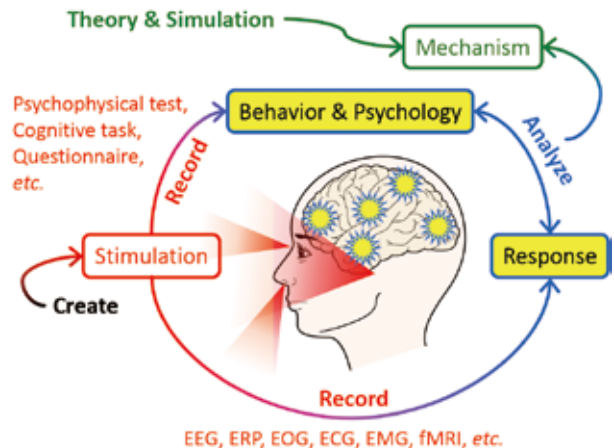 Theory & Simulation
Mechanism
Psychophysical test,
Cognitive task,
Questionnaire,
etc.
Behavior & Psychology
Record
Analyze
Stimulation
Response
Create
Record
EEG, ERP, EOG, ECG, EMG, fMRI, etc.